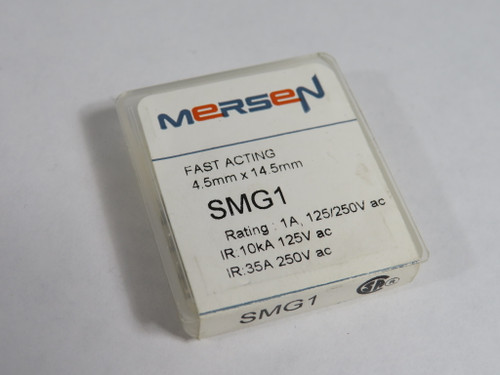 MERSEN
FAST ACTING
4.5mm x 14.5mm
SMG1
Rating : 1A, 125/250V ac
IR:10kA 125V ac
IR:35A 250V ac
SMG1
SA ®